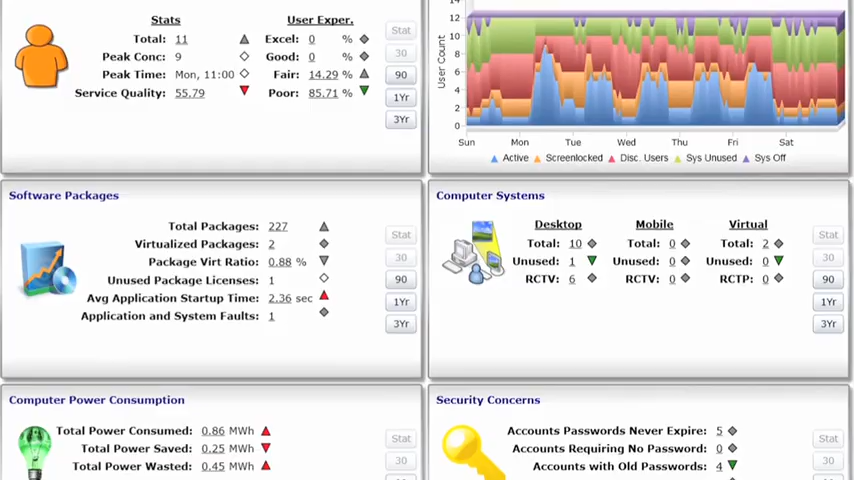 Stats User Exper.
Total: 11 Excel: 0 %
Peak Conc: 9 Good: 0 %
Peak Time: Mon, 11:00 Fair: 14.29 %
Service Quality: 55.79 Poor: 85.71 %
Stat
30
90
1Yr
3Yr
14
12
10
8
6
4
2
0
User Count
Sun Mon Tue Wed Thu Fri Sat
Active Screenlocked Disc. Users Sys Unused Sys Off
Software Packages
Total Packages: 227
Virtualized Packages: 2
Package Virt Ratio: 0.88 %
Unused Package Licenses: 1
Avg Application Startup Time: 2.36 sec
Application and System Faults: 1
Stat
30
90
1Yr
3Yr
Computer Systems
Desktop Mobile Virtual
Total: 10 Total: 0 Total: 2
Unused: 1 Unused: 0 Unused: 0
RCTV: 6 RCTV: 0 RCTP: 0
Stat
30
90
1Yr
3Yr
Computer Power Consumption
Total Power Consumed: 0.86 MWh
Total Power Saved: 0.25 MWh
Total Power Wasted: 0.45 MWh
Stat
30
Security Concerns
Accounts Passwords Never Expire: 5
Accounts Requiring No Password: 0
Accounts with Old Passwords: 4
Stat
30